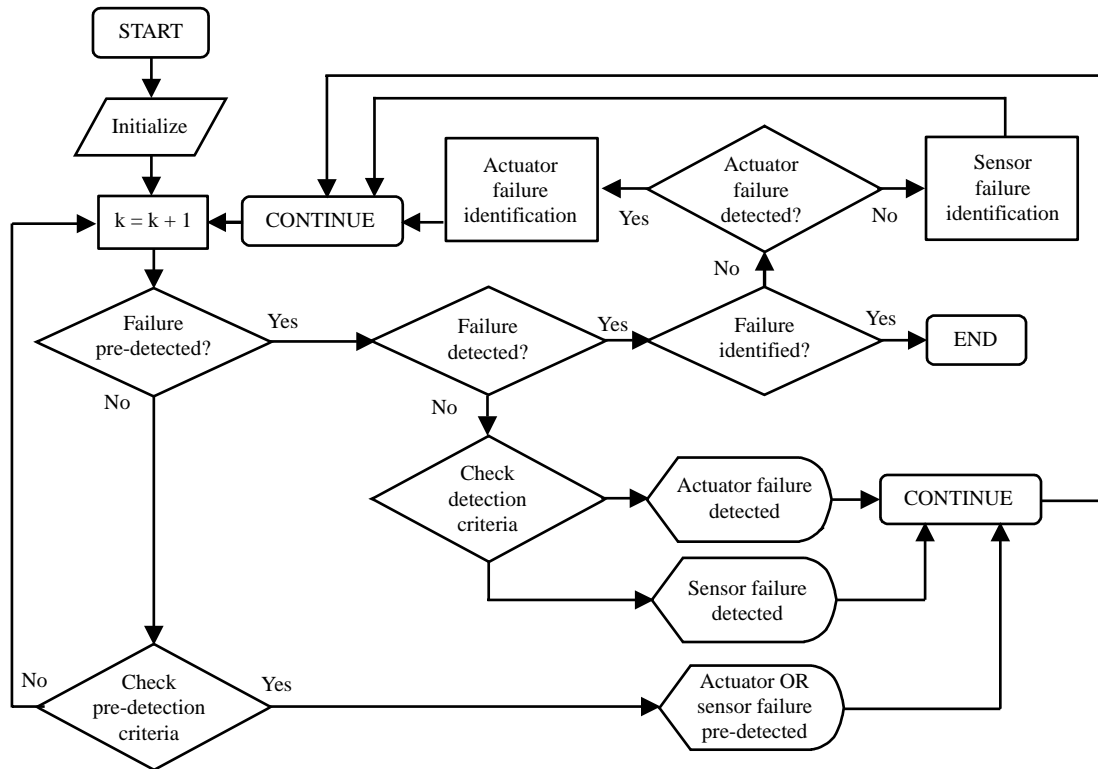 START
Initialize
k = k + 1
CONTINUE
Actuator
failure
identification
Yes
Actuator
failure
detected?
No
Sensor
failure
identification
No
Failure
pre-detected?
Yes
Failure
detected?
Yes
Failure
identified?
Yes
END
No
No
Check
detection
criteria
Actuator failure
detected
CONTINUE
Sensor failure
detected
No
Check
pre-detection
criteria
Yes
Actuator OR
sensor failure
pre-detected